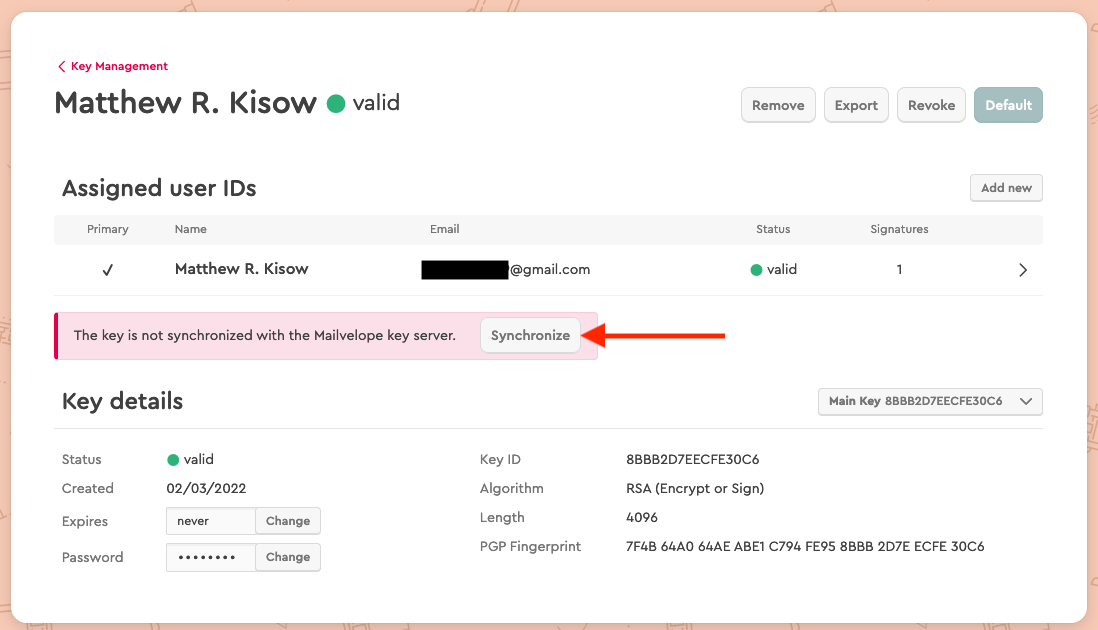 Key Management
Matthew R. Kisow valid
Remove Export Revoke Default
Assigned user IDs
Add new
Primary Name Email Status Signatures
Matthew R. Kisow @gmail.com valid 1
The key is not synchronized with the Mailvelope key server. Synchronize
Key details
Main Key 8BBB2D7EECFE30C6
Status valid
Created 02/03/2022
Expires never Change
Password •••••••• Change
Key ID 8BBB2D7EECFE30C6
Algorithm RSA (Encrypt or Sign)
Length 4096
PGP Fingerprint 7F4B 64A0 64AE ABE1 C794 FE95 8BBB 2D7E ECFE 30C6